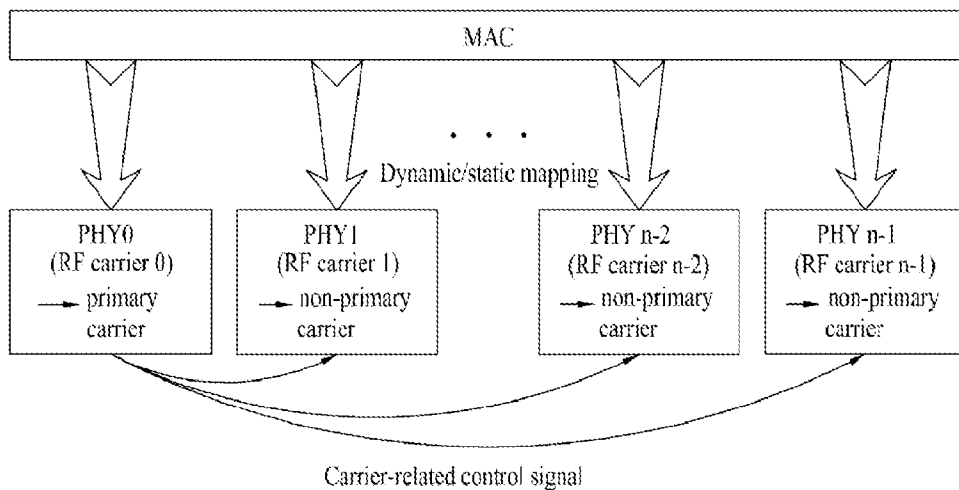 MAC
. . .
Dynamic/static mapping
PHY0
(RF carrier 0)
primary
carrier
PHY1
(RF carrier 1)
non-primary
carrier
PHY n-2
(RF carrier n-2)
non-primary
carrier
PHY n-1
(RF carrier n-1)
non-primary
carrier
Carrier-related control signal